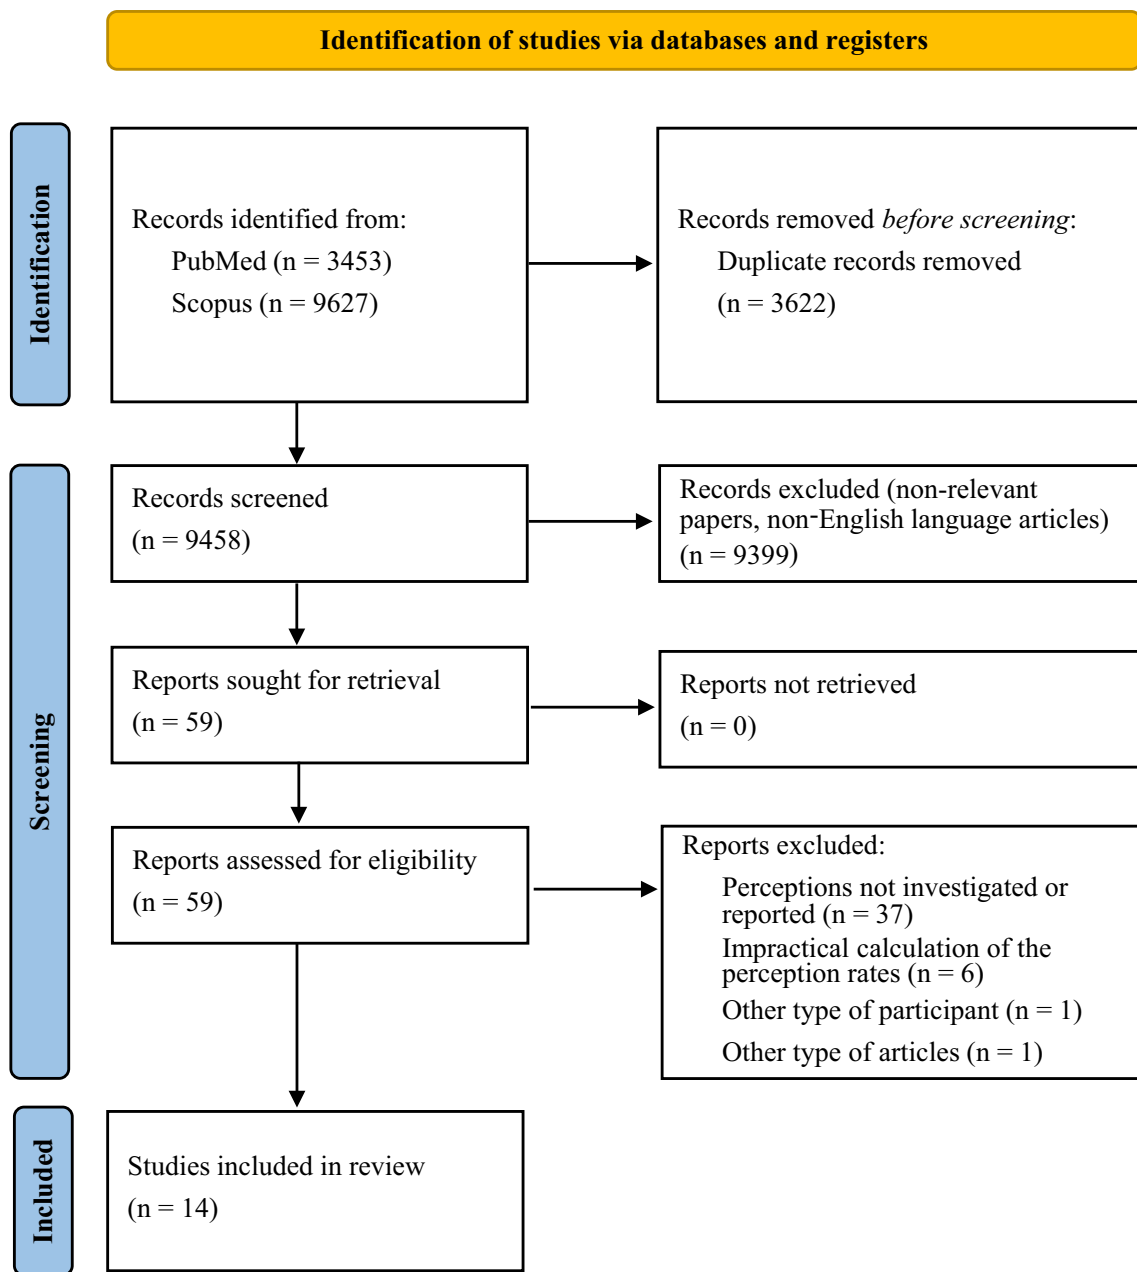 Identification of studies via databases and registers
Identification
Records identified from:
PubMed (n = 3453)
Scopus (n = 9627)
Records removed before screening:
Duplicate records removed
(n = 3622)
Screening
Records screened
(n = 9458)
Records excluded (non-relevant
papers, non-English language articles)
(n = 9399)
Reports sought for retrieval
(n = 59)
Reports not retrieved
(n = 0)
Reports assessed for eligibility
(n = 59)
Reports excluded:
Perceptions not investigated or
reported (n = 37)
Impractical calculation of the
perception rates (n = 6)
Other type of participant (n = 1)
Other type of articles (n = 1)
Included
Studies included in review
(n = 14)